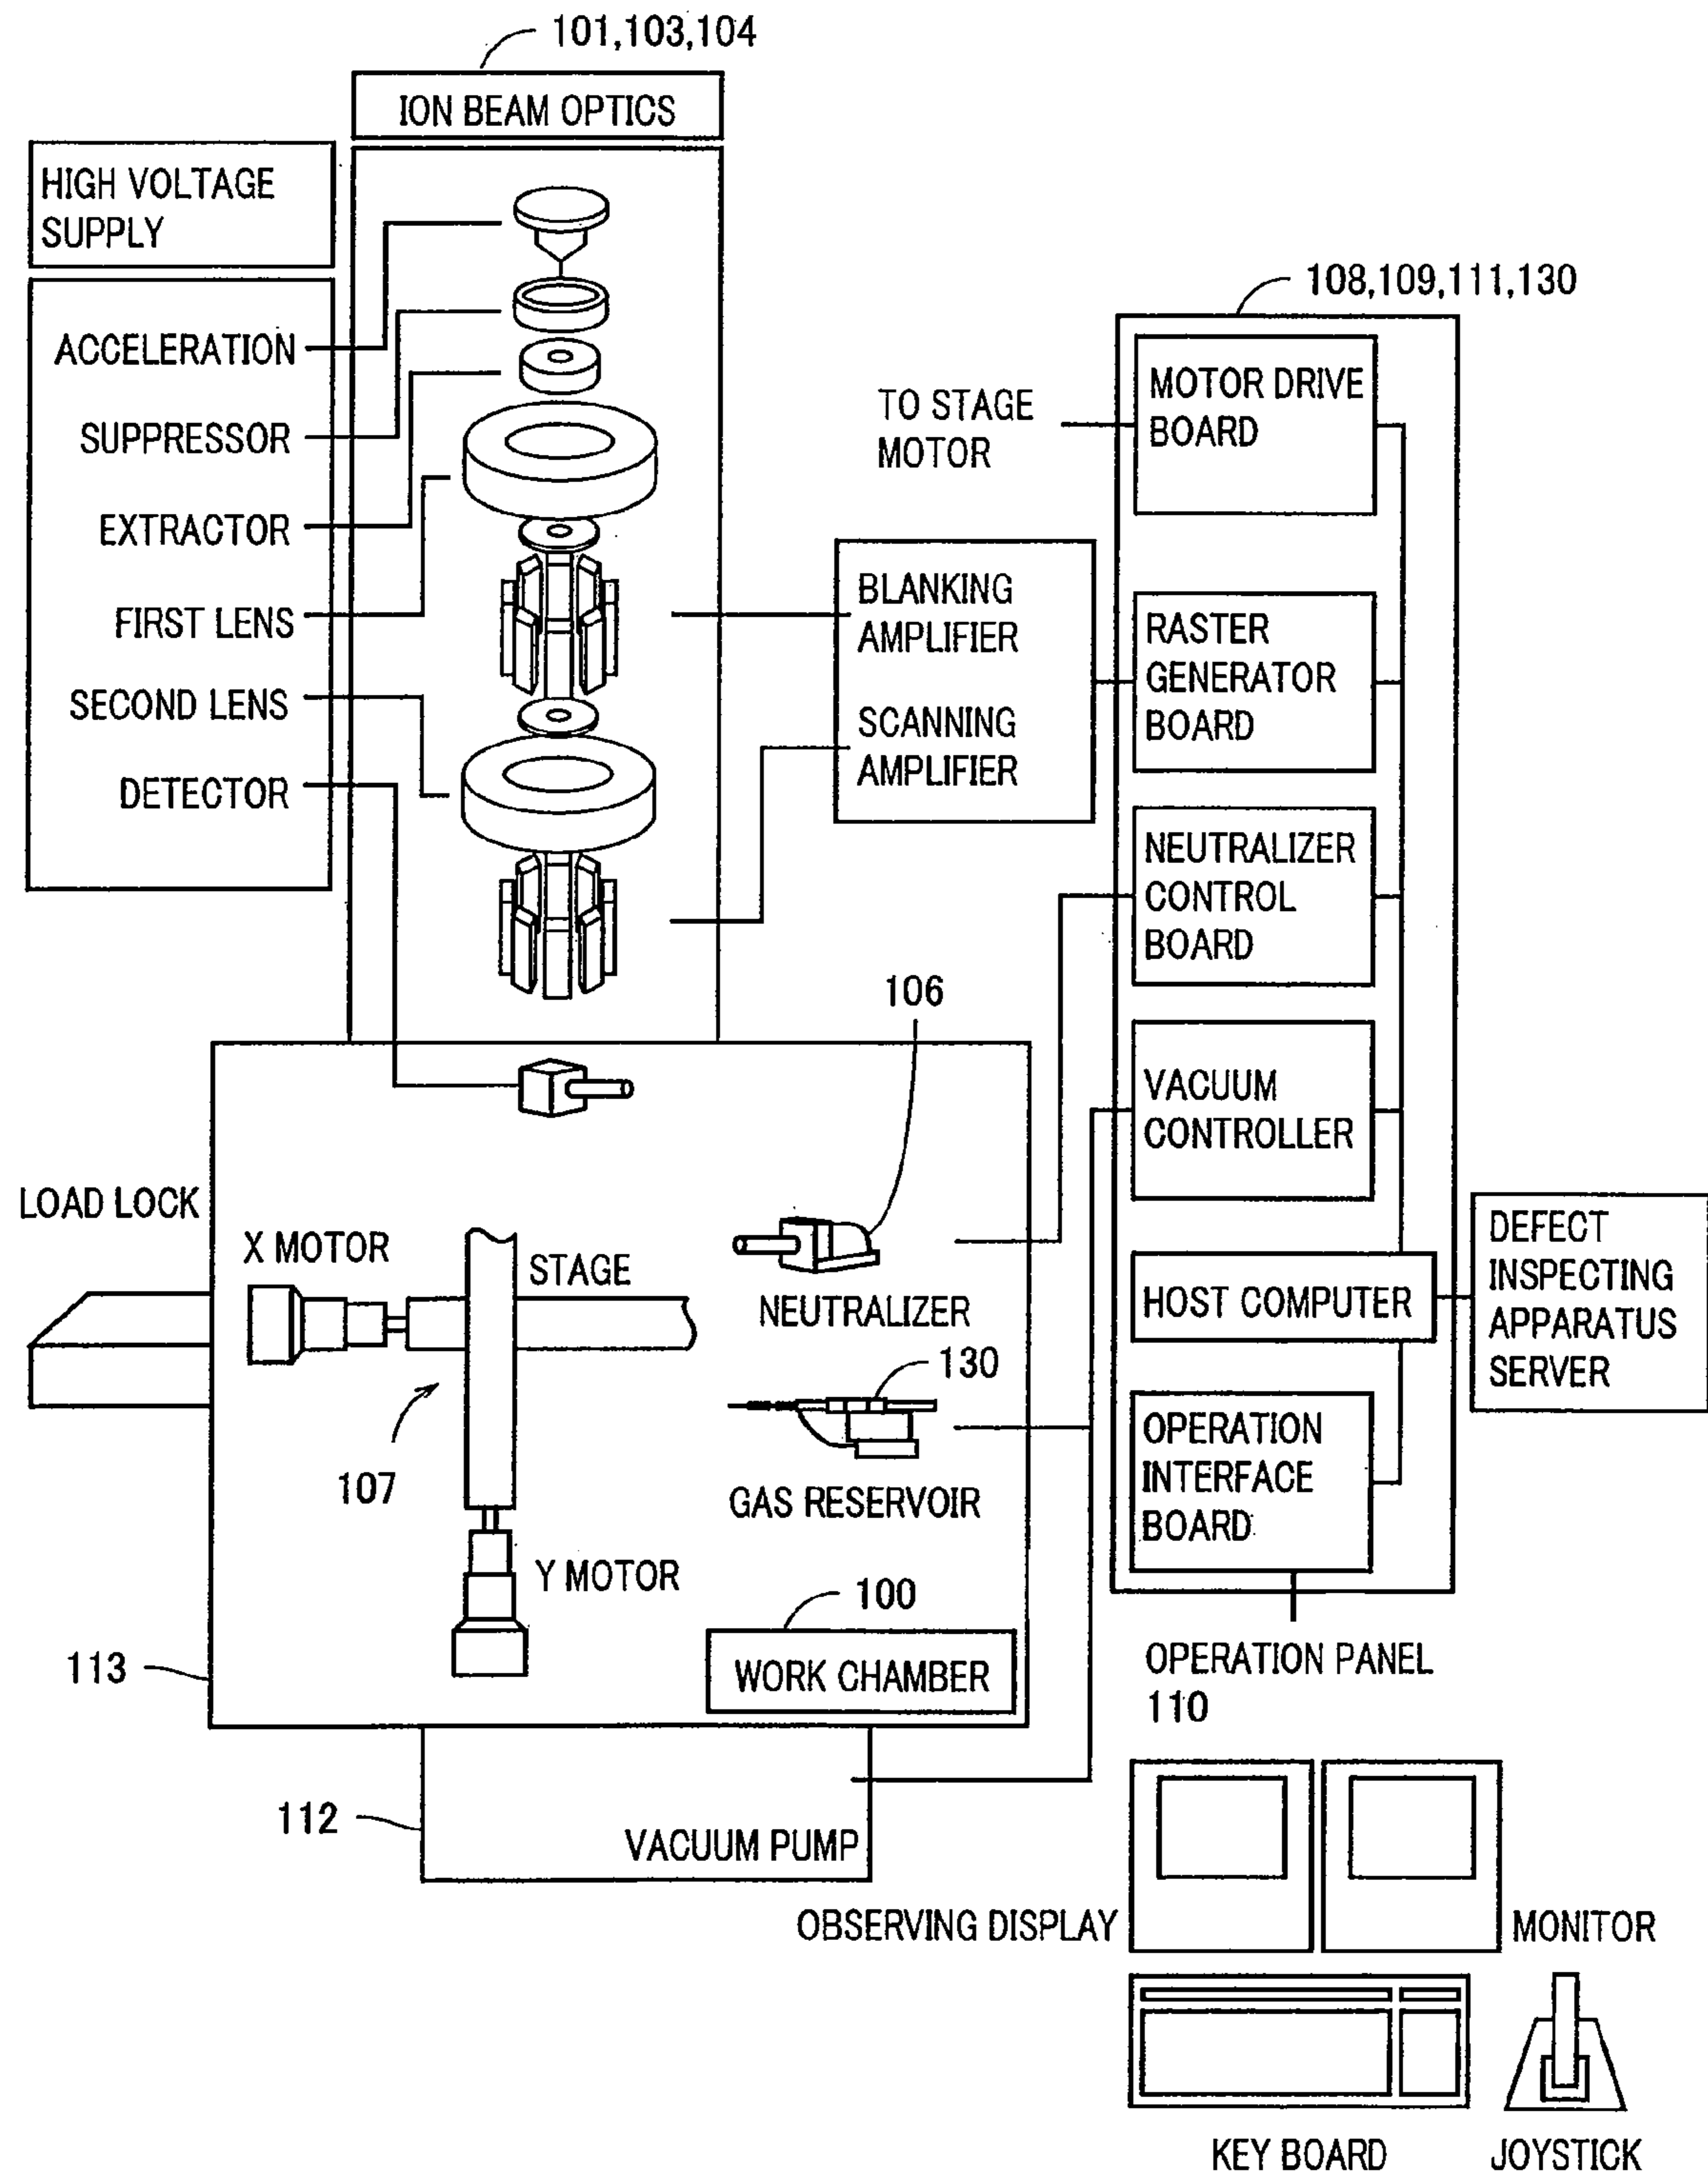 101,103,104
ION BEAM OPTICS
HIGH VOLTAGE
SUPPLY
ACCELERATION
SUPPRESSOR
EXTRACTOR
FIRST LENS
SECOND LENS
DETECTOR
108,109,111,130
TO STAGE
MOTOR
MOTOR DRIVE
BOARD
BLANKING
AMPLIFIER
SCANNING
AMPLIFIER
RASTER
GENERATOR
BOARD
NEUTRALIZER
CONTROL
BOARD
VACUUM
CONTROLLER
HOST COMPUTER
OPERATION
INTERFACE
BOARD
DEFECT
INSPECTING
APPARATUS
SERVER
106
LOAD LOCK
X MOTOR
STAGE
NEUTRALIZER
130
107
GAS RESERVOIR
Y MOTOR
100
WORK CHAMBER
113
112
VACUUM PUMP
OPERATION PANEL
110
OBSERVING DISPLAY
MONITOR
KEY BOARD
JOYSTICK